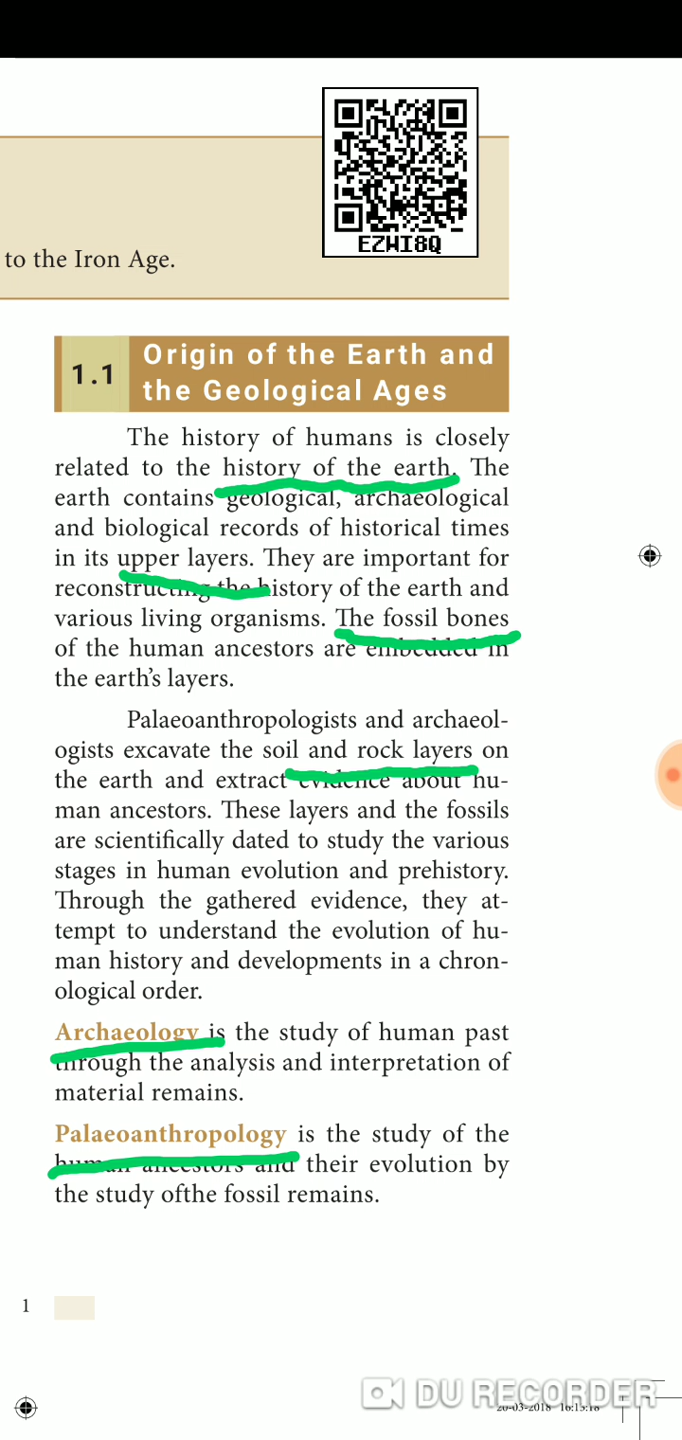 EZWI8Q
to the Iron Age.
1.1
Origin of the Earth and
the Geological Ages
The history of humans is closely
related to the history of the earth. The
earth contains geological, archaeological
and biological records of historical times
in its upper layers. They are important for
reconstructing the history of the earth and
various living organisms. The fossil bones
of the human ancestors are embedded in
the earth's layers.
Palaeoanthropologists and archaeol-
ogists excavate the soil and rock layers on
the earth and extract evidence about hu-
man ancestors. These layers and the fossils
are scientifically dated to study the various
stages in human evolution and prehistory.
Through the gathered evidence, they at-
tempt to understand the evolution of hu-
man history and developments in a chron-
ological order.
Archaeology is the study of human past
through the analysis and interpretation of
material remains.
Palaeoanthropology is the study of the
human ancestors and their evolution by
the study ofthe fossil remains.
1
DU RECORDER
20-03-2018 16:15:18